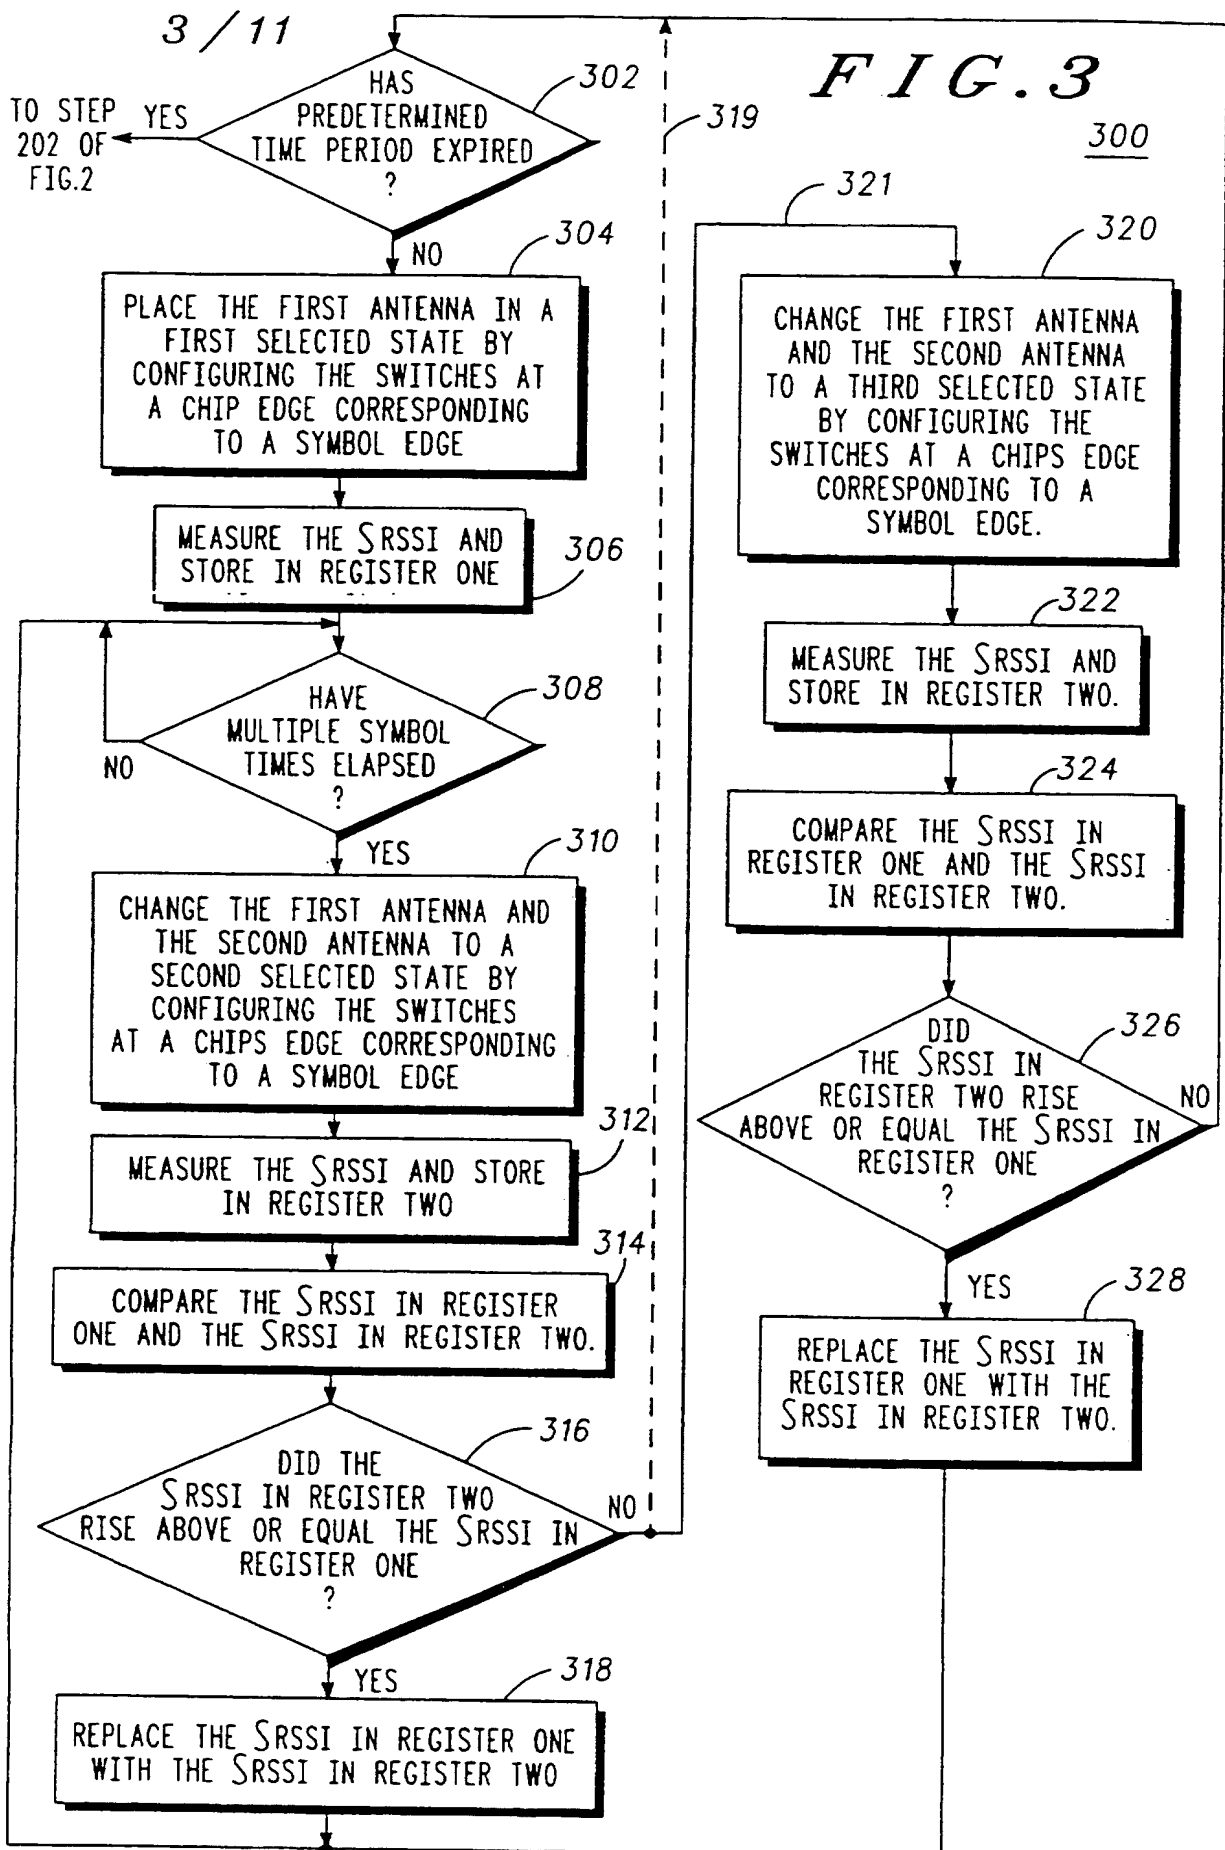 3 / 11
FIG.3
300
HAS
PREDETERMINED
TIME PERIOD EXPIRED
?
302
YES
TO STEP
202 OF
FIG.2
NO
304
PLACE THE FIRST ANTENNA IN A
FIRST SELECTED STATE BY
CONFIGURING THE SWITCHES AT
A CHIP EDGE CORRESPONDING
TO A SYMBOL EDGE
MEASURE THE SRSSI AND
STORE IN REGISTER ONE
306
HAVE
MULTIPLE SYMBOL
TIMES ELAPSED
?
308
NO
YES
310
CHANGE THE FIRST ANTENNA AND
THE SECOND ANTENNA TO A
SECOND SELECTED STATE BY
CONFIGURING THE SWITCHES
AT A CHIPS EDGE CORRESPONDING
TO A SYMBOL EDGE
312
MEASURE THE SRSSI AND STORE
IN REGISTER TWO
314
COMPARE THE SRSSI IN REGISTER
ONE AND THE SRSSI IN REGISTER TWO.
316
DID THE
SRSSI IN REGISTER TWO
RISE ABOVE OR EQUAL THE SRSSI IN
REGISTER ONE
?
NO
YES
318
REPLACE THE SRSSI IN REGISTER ONE
WITH THE SRSSI IN REGISTER TWO
319
321
320
CHANGE THE FIRST ANTENNA
AND THE SECOND ANTENNA
TO A THIRD SELECTED STATE
BY CONFIGURING THE
SWITCHES AT A CHIPS EDGE
CORRESPONDING TO A
SYMBOL EDGE.
322
MEASURE THE SRSSI AND
STORE IN REGISTER TWO.
324
COMPARE THE SRSSI IN
REGISTER ONE AND THE SRSSI
IN REGISTER TWO.
326
DID
THE SRSSI IN
REGISTER TWO RISE
ABOVE OR EQUAL THE SRSSI IN
REGISTER ONE
?
NO
YES
328
REPLACE THE SRSSI IN
REGISTER ONE WITH THE
SRSSI IN REGISTER TWO.